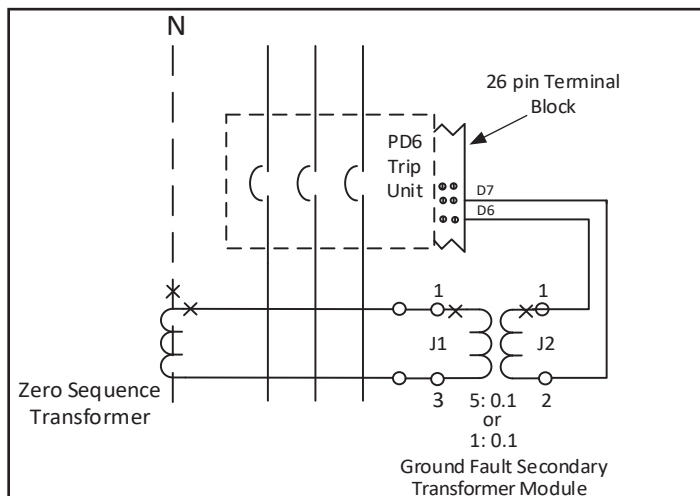 N
26 pin Terminal
Block
PD6
Trip
Unit
D7
D6
1
1
J1
J2
3
5: 0.1
2
or
1: 0.1
Zero Sequence
Transformer
Ground Fault Secondary
Transformer Module